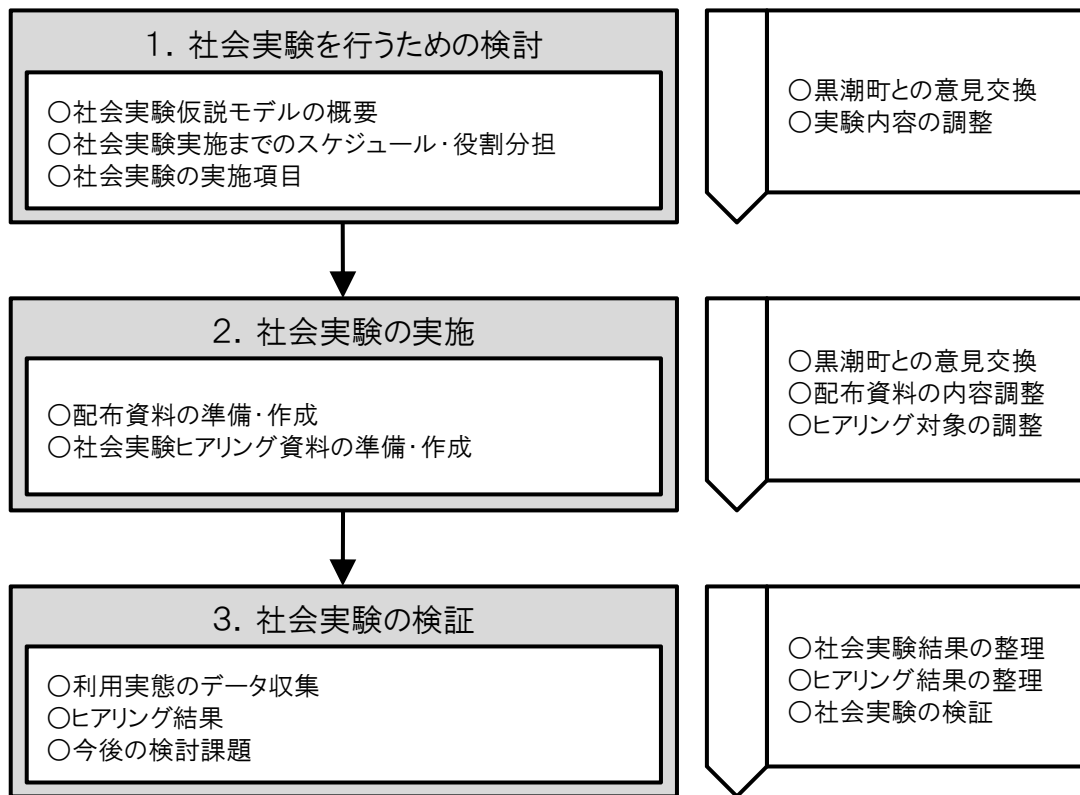 1．社会実験を行うための検討
○社会実験仮説モデルの概要
○社会実験実施までのスケジュール・役割分担
○社会実験の実施項目
○黒潮町との意見交換
○実験内容の調整
2．社会実験の実施
○配布資料の準備・作成
○社会実験ヒアリング資料の準備・作成
○黒潮町との意見交換
○配布資料の内容調整
○ヒアリング対象の調整
3．社会実験の検証
○利用実態のデータ収集
○ヒアリング結果
○今後の検討課題
○社会実験結果の整理
○ヒアリング結果の整理
○社会実験の検証